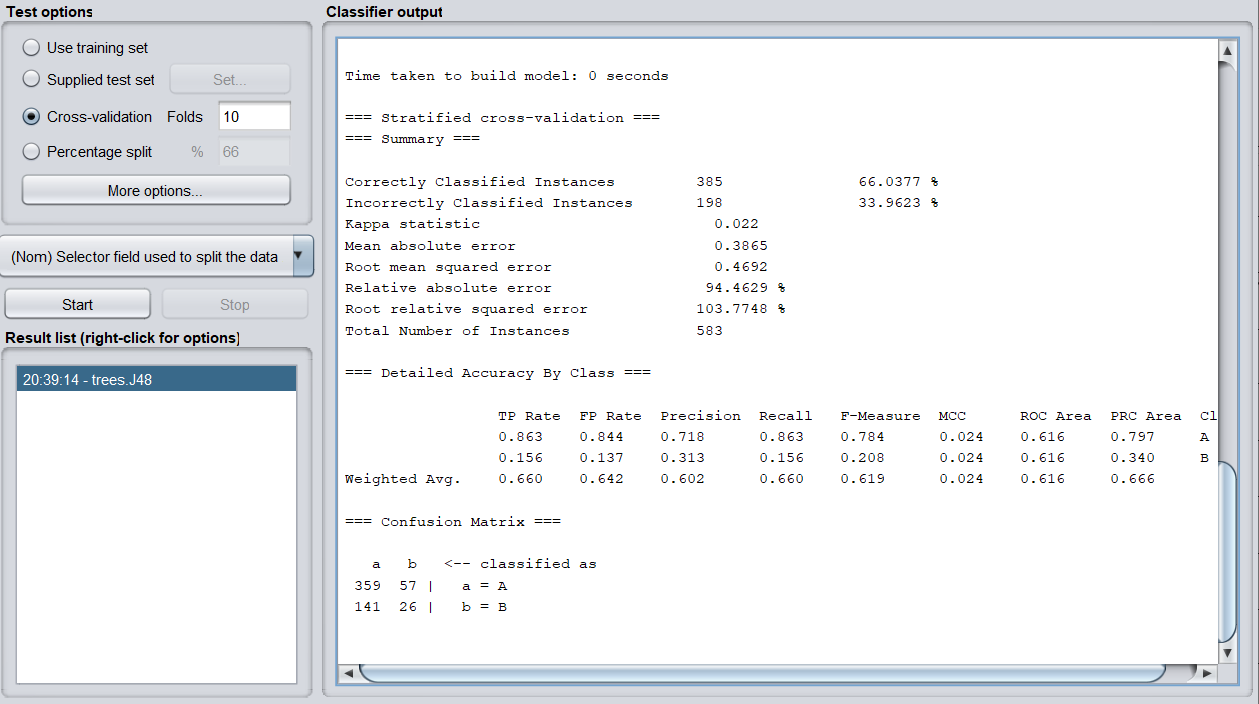 Test options
Use training set
Supplied test set Set...
Cross-validation Folds 10
Percentage split % 66
More options...
(Nom) Selector field used to split the data
Start Stop
Result list (right-click for options)
20:39:14 - trees.J48
Classifier output
Time taken to build model: 0 seconds
=== Stratified cross-validation ===
=== Summary ===
Correctly Classified Instances 385 66.0377 %
Incorrectly Classified Instances 198 33.9623 %
Kappa statistic 0.022
Mean absolute error 0.3865
Root mean squared error 0.4692
Relative absolute error 94.4629 %
Root relative squared error 103.7748 %
Total Number of Instances 583
=== Detailed Accuracy By Class ===
TP Rate FP Rate Precision Recall F-Measure MCC ROC Area PRC Area Cl
0.863 0.844 0.718 0.863 0.784 0.024 0.616 0.797 A
0.156 0.137 0.313 0.156 0.208 0.024 0.616 0.340 B
Weighted Avg. 0.660 0.642 0.602 0.660 0.619 0.024 0.616 0.666
=== Confusion Matrix ===
a b <-- classified as
359 57 | a = A
141 26 | b = B